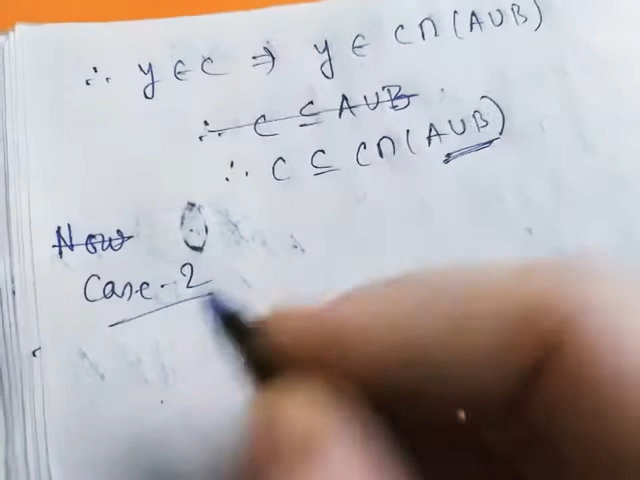 ∴ y ∈ C ⇒ y ∈ C∩(A∪B)
∴ C ⊆ A∪B
∴ C ⊆ C∩(A∪B)
Now
Case-2